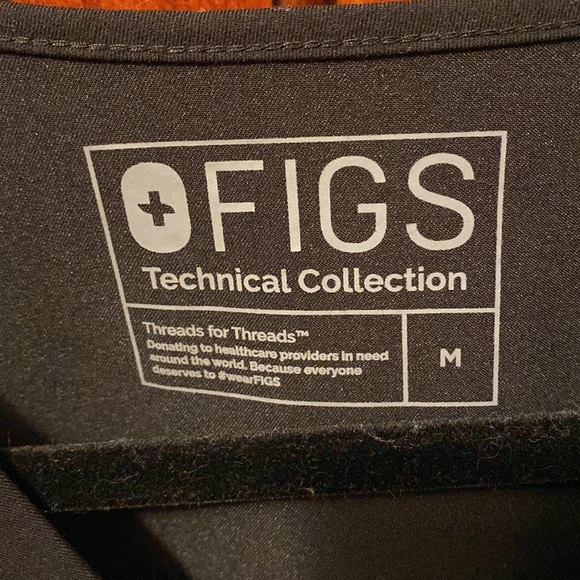 FIGS
Technical Collection
Threads for Threads™
Donating to healthcare providers in need
around the world. Because everyone
deserves to #wearFIGS
M